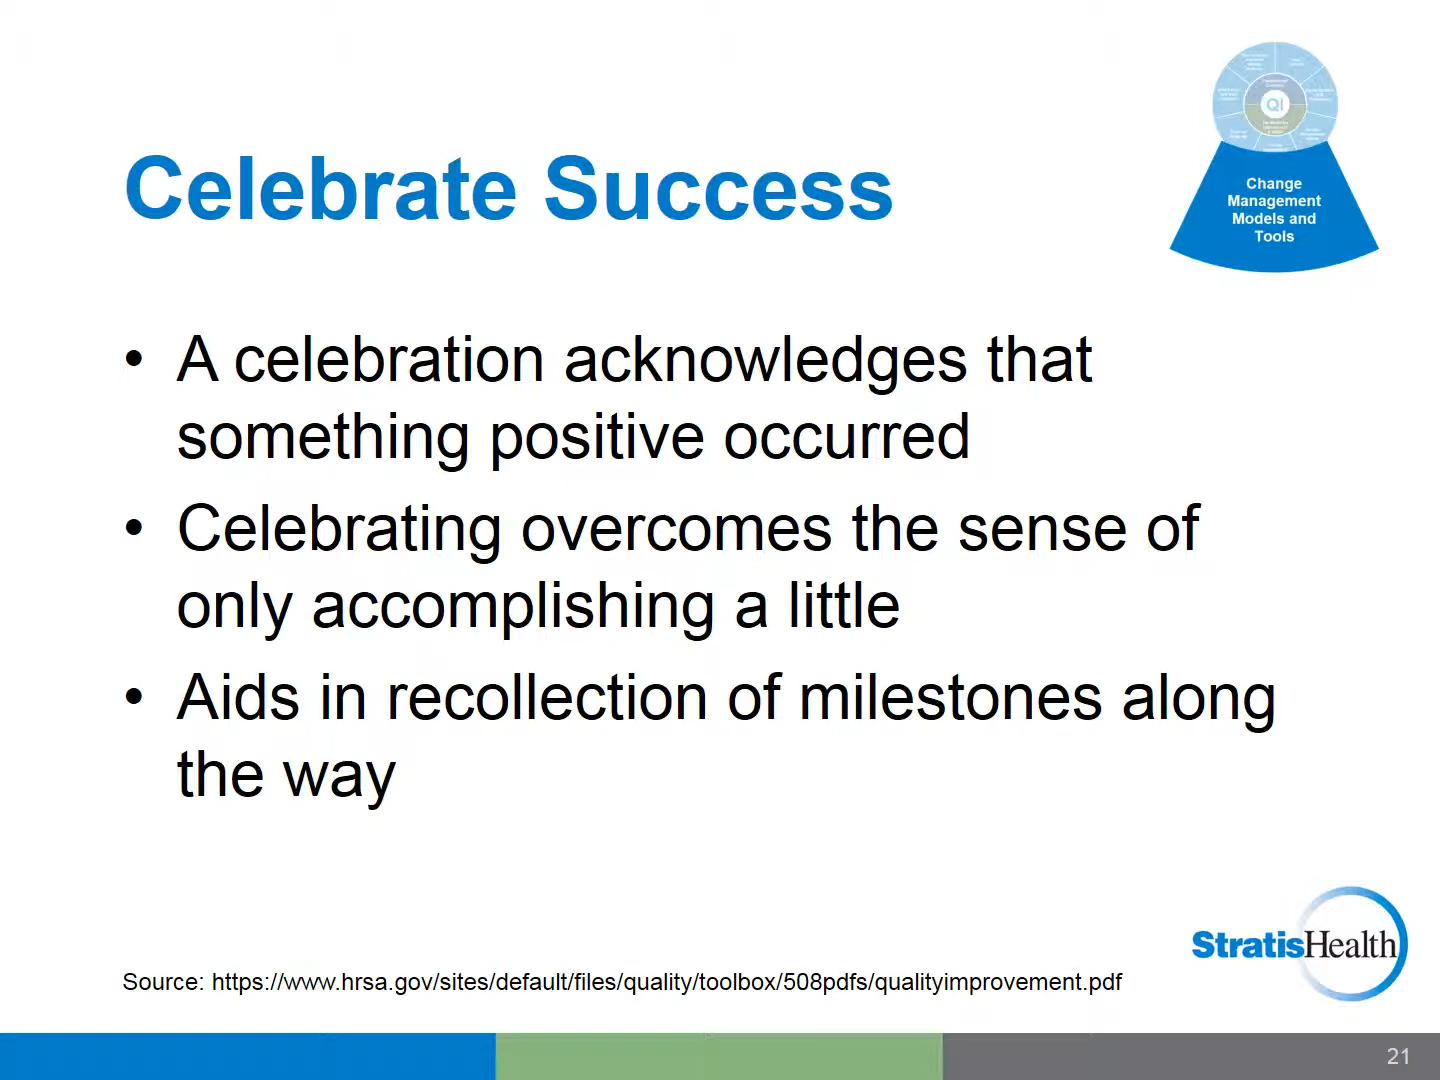 QI
Change
Management
Models and
Tools
Celebrate Success
• A celebration acknowledges that
something positive occurred
• Celebrating overcomes the sense of
only accomplishing a little
• Aids in recollection of milestones along
the way
StratisHealth
Source: https://www.hrsa.gov/sites/default/files/quality/toolbox/508pdfs/qualityimprovement.pdf
21